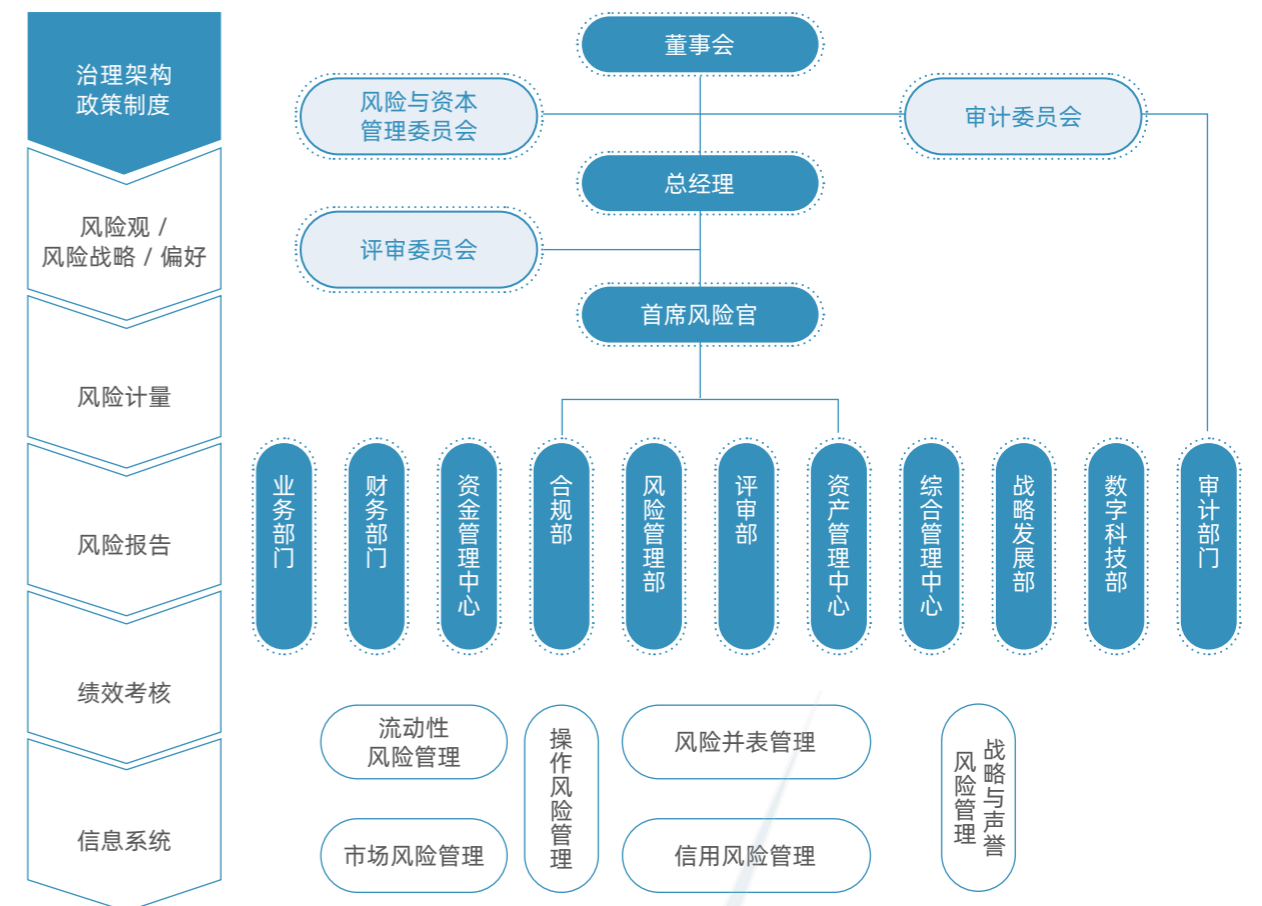 治理架构
政策制度
风险观 /
风险战略 / 偏好
风险计量
风险报告
绩效考核
信息系统
董事会
风险与资本
管理委员会
审计委员会
总经理
评审委员会
首席风险官
业务部门
财务部门
资金管理中心
合规部
风险管理部
评审部
资产管理中心
综合管理中心
战略发展部
数字科技部
审计部门
流动性
风险管理
市场风险管理
操作风险管理
风险并表管理
信用风险管理
战略与声誉
风险管理